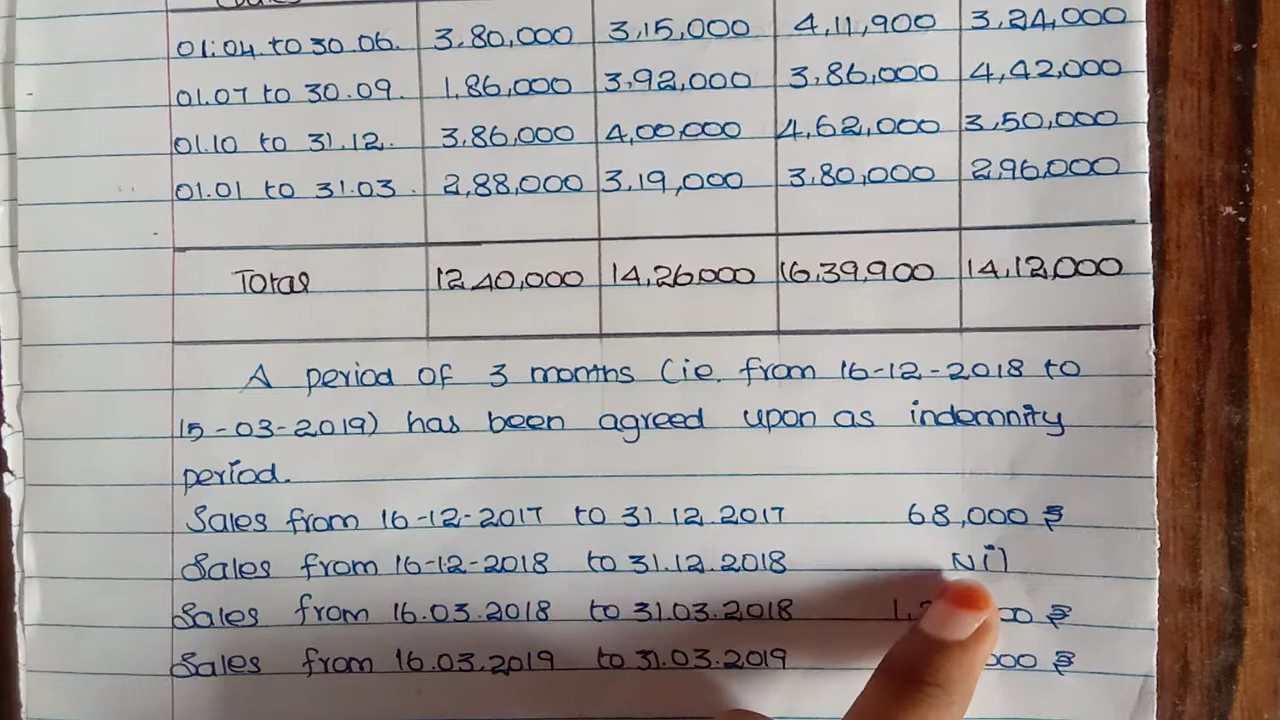 01.04 to 30.06. 3,80,000 3,15,000 4,11,900 3,24,000
01.07 to 30.09. 1,86,000 3,92,000 3,86,000 4,42,000
01.10 to 31.12. 3,86,000 4,00,000 4,62,000 3,50,000
01.01 to 31.03. 2,88,000 3,19,000 3,80,000 2,96,000
Total 12,40,000 14,26,000 16,39,900 14,12,000
A period of 3 months (ie. from 16-12-2018 to
15-03-2019) has been agreed upon as indemnity
period.
Sales from 16-12-2017 to 31.12.2017 68,000 ₹
Sales from 16-12-2018 to 31.12.2018 Nil
Sales from 16.03.2018 to 31.03.2018 ₹
Sales from 16.03.2019 to 31.03.2019 ₹